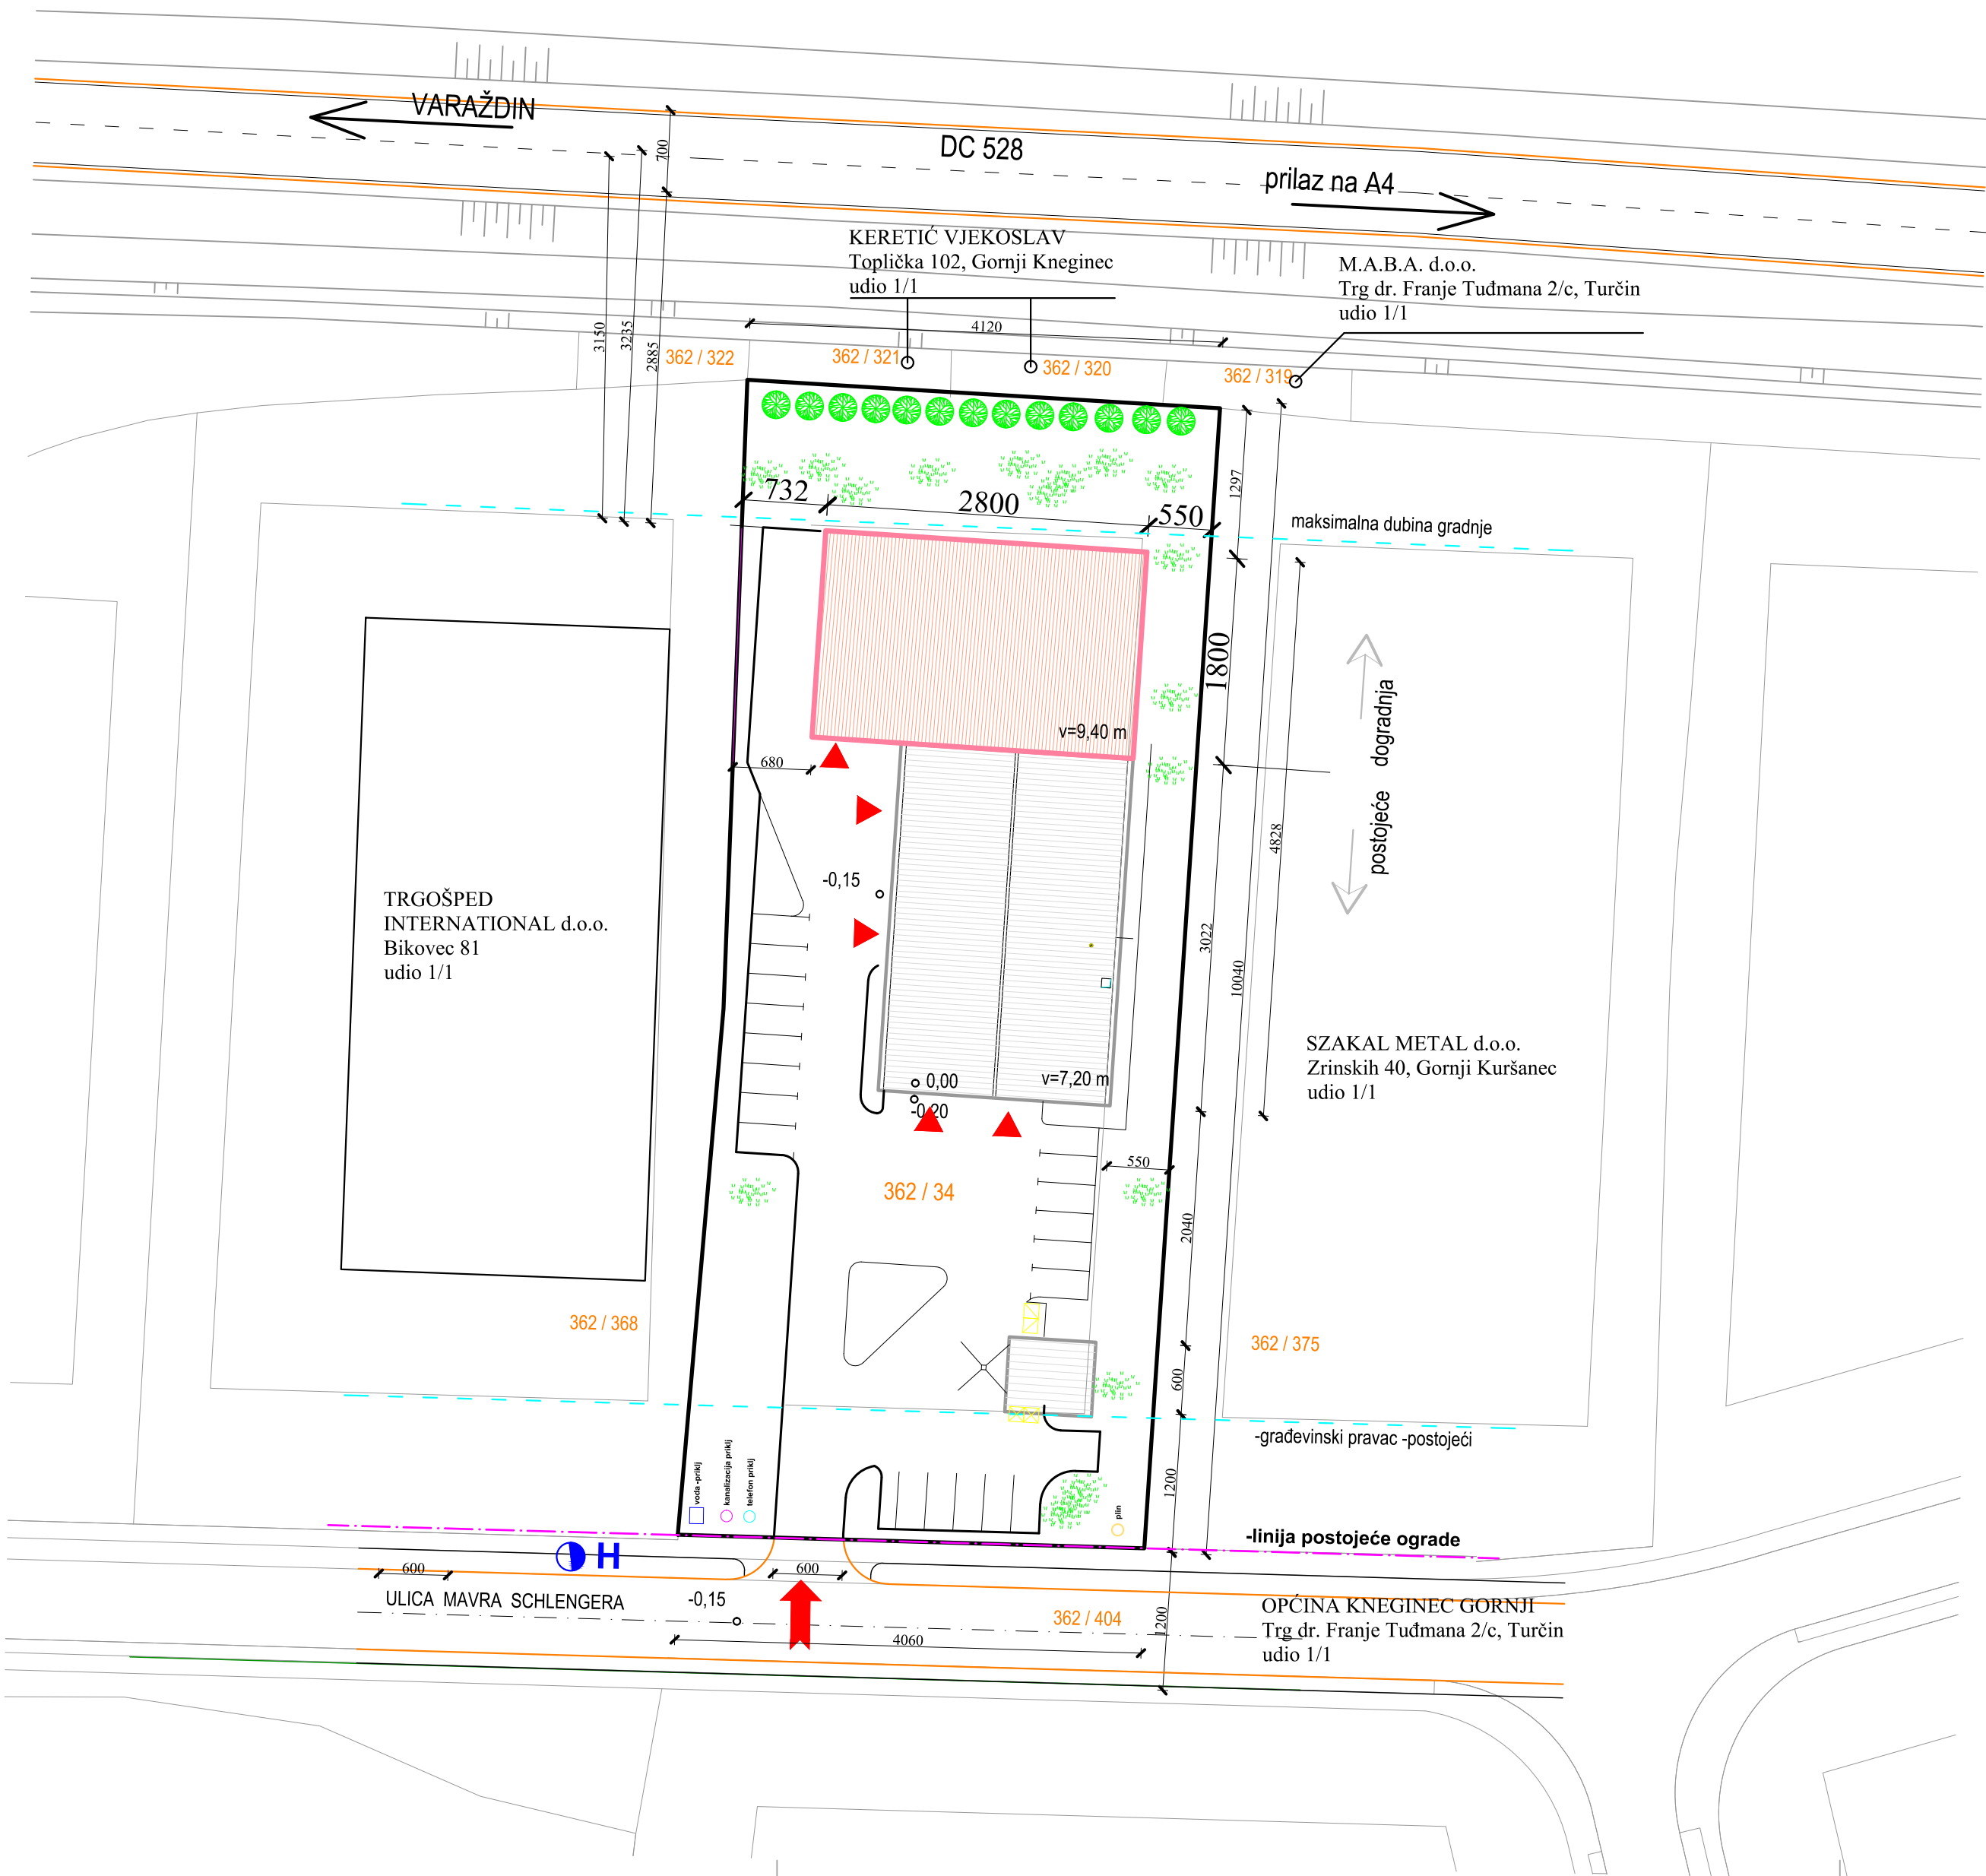 VARAŽDIN
DC 528
prilaz na A4
700
3150
3235
2885
KERETIĆ VJEKOSLAV
Toplička 102, Gornji Kneginec
udio 1/1
M.A.B.A. d.o.o.
Trg dr. Franje Tuđmana 2/c, Turčin
udio 1/1
4120
362 / 322
362 / 321
362 / 320
362 / 319
1297
732
2800
550
maksimalna dubina gradnje
1800
v=9,40 m
680
postojeće dogradnja
4828
-0,15
TRGOŠPED
INTERNATIONAL d.o.o.
Bikovec 81
udio 1/1
3022
10040
SZAKAL METAL d.o.o.
Zrinskih 40, Gornji Kuršanec
udio 1/1
0,00
-0,20
v=7,20 m
550
362 / 34
2040
362 / 368
362 / 375
600
-građevinski pravac -postojeći
voda -priklj
kanalizacija priklj
telefon priklj
plin
1200
-linija postojeće ograde
H
600
600
ULICA MAVRA SCHLENGERA
-0,15
362 / 404
1200
4060
OPĆINA KNEGINEC GORNJI
Trg dr. Franje Tuđmana 2/c, Turčin
udio 1/1